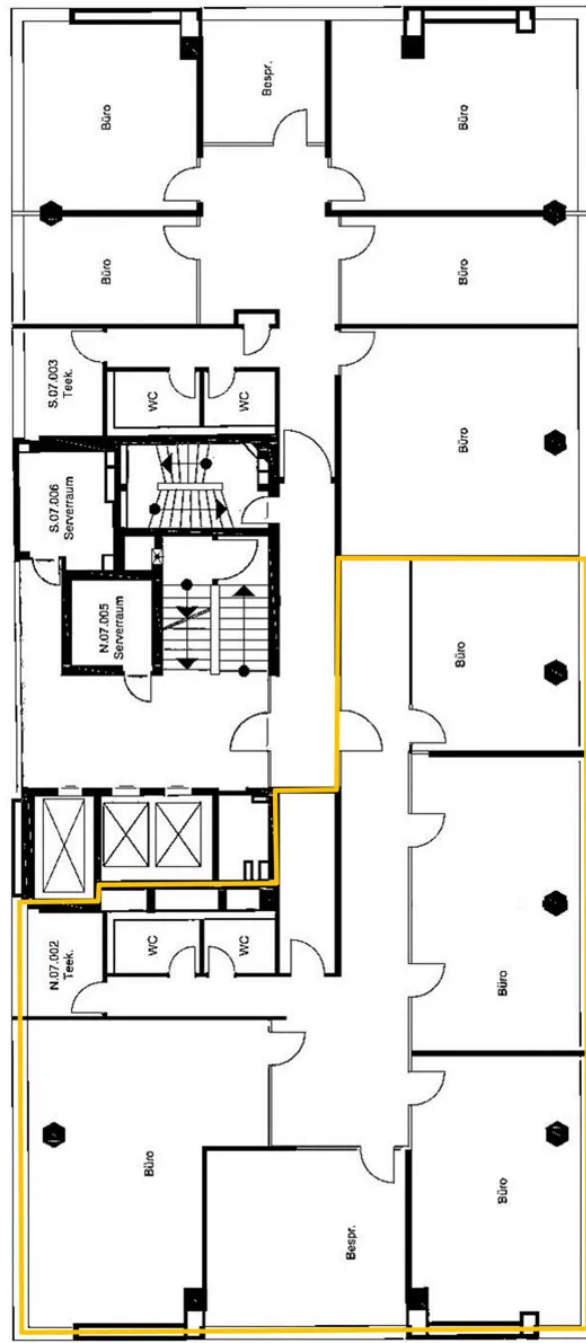 Büro
Bespr.
Büro
Büro
Büro
S.07.003
Teek.
WC
WC
Büro
S.07.006
Serverraum
N.07.005
Serverraum
Büro
N.07.002
Teek.
WC
WC
Büro
Büro
Bespr.
Büro